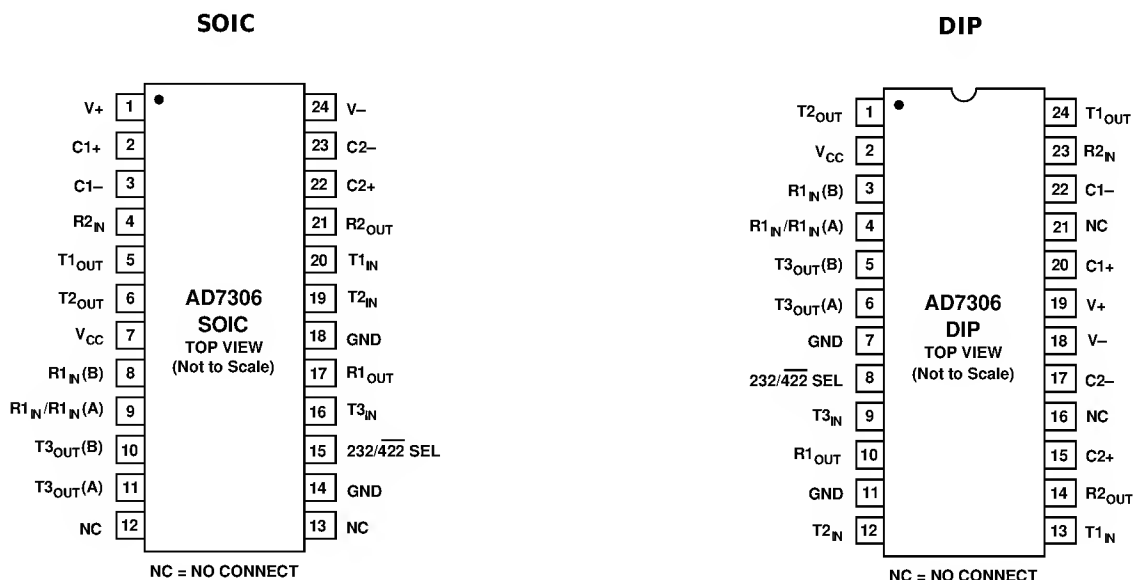 SOIC
V+ 1 24 V–
C1+ 2 23 C2–
C1– 3 22 C2+
R2IN 4 21 R2OUT
T1OUT 5 20 T1IN
T2OUT 6 19 T2IN
VCC 7 18 GND
R1IN(B) 8 17 R1OUT
R1IN/R1IN(A) 9 16 T3IN
T3OUT(B) 10 15 232/422 SEL
T3OUT(A) 11 14 GND
NC 12 13 NC
AD7306
SOIC
TOP VIEW
(Not to Scale)
NC = NO CONNECT
DIP
T2OUT 1 24 T1OUT
VCC 2 23 R2IN
R1IN(B) 3 22 C1–
R1IN/R1IN(A) 4 21 NC
T3OUT(B) 5 20 C1+
T3OUT(A) 6 19 V+
GND 7 18 V–
232/422 SEL 8 17 C2–
T3IN 9 16 NC
R1OUT 10 15 C2+
GND 11 14 R2OUT
T2IN 12 13 T1IN
AD7306
DIP
TOP VIEW
(Not to Scale)
NC = NO CONNECT